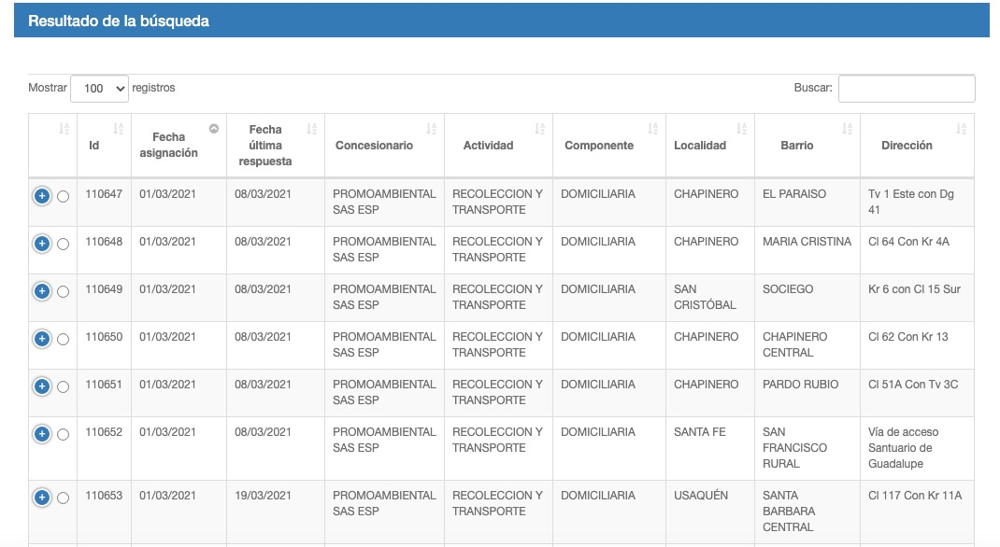 Resultado de la búsqueda
Mostrar 100 registros Buscar:
Id Fecha asignación Fecha última respuesta Concesionario Actividad Componente Localidad Barrio Dirección
110647 01/03/2021 08/03/2021 PROMOAMBIENTAL SAS ESP RECOLECCION Y TRANSPORTE DOMICILIARIA CHAPINERO EL PARAISO Tv 1 Este con Dg 41
110648 01/03/2021 08/03/2021 PROMOAMBIENTAL SAS ESP RECOLECCION Y TRANSPORTE DOMICILIARIA CHAPINERO MARIA CRISTINA Cl 64 Con Kr 4A
110649 01/03/2021 08/03/2021 PROMOAMBIENTAL SAS ESP RECOLECCION Y TRANSPORTE DOMICILIARIA SAN CRISTÓBAL SOCIEGO Kr 6 con Cl 15 Sur
110650 01/03/2021 08/03/2021 PROMOAMBIENTAL SAS ESP RECOLECCION Y TRANSPORTE DOMICILIARIA CHAPINERO CHAPINERO CENTRAL Cl 62 Con Kr 13
110651 01/03/2021 08/03/2021 PROMOAMBIENTAL SAS ESP RECOLECCION Y TRANSPORTE DOMICILIARIA CHAPINERO PARDO RUBIO Cl 51A Con Tv 3C
110652 01/03/2021 08/03/2021 PROMOAMBIENTAL SAS ESP RECOLECCION Y TRANSPORTE DOMICILIARIA SANTA FE SAN FRANCISCO RURAL Vía de acceso Santuario de Guadalupe
110653 01/03/2021 19/03/2021 PROMOAMBIENTAL SAS ESP RECOLECCION Y TRANSPORTE DOMICILIARIA USAQUÉN SANTA BARBARA CENTRAL Cl 117 Con Kr 11A